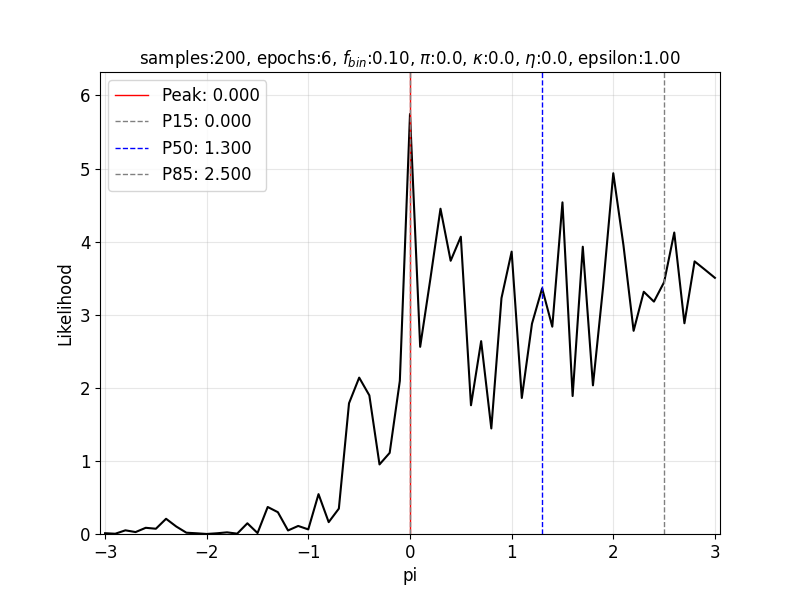 samples:200, epochs:6, f_bin:0.10, π:0.0, κ:0.0, η:0.0, epsilon:1.00
Peak: 0.000
P15: 0.000
P50: 1.300
P85: 2.500
6
5
4
3
2
1
0
Likelihood
−3 −2 −1 0 1 2 3
pi